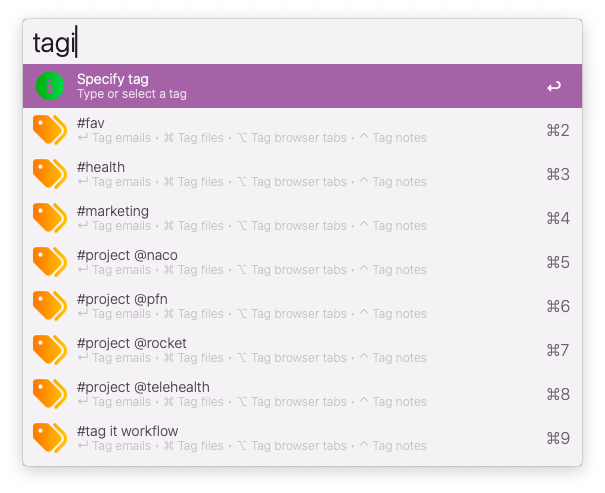 tagi
Specify tag
Type or select a tag
↩
#fav
↩ Tag emails • ⌘ Tag files • ⌥ Tag browser tabs • ^ Tag notes
⌘2
#health
↩ Tag emails • ⌘ Tag files • ⌥ Tag browser tabs • ^ Tag notes
⌘3
#marketing
↩ Tag emails • ⌘ Tag files • ⌥ Tag browser tabs • ^ Tag notes
⌘4
#project @naco
↩ Tag emails • ⌘ Tag files • ⌥ Tag browser tabs • ^ Tag notes
⌘5
#project @pfn
↩ Tag emails • ⌘ Tag files • ⌥ Tag browser tabs • ^ Tag notes
⌘6
#project @rocket
↩ Tag emails • ⌘ Tag files • ⌥ Tag browser tabs • ^ Tag notes
⌘7
#project @telehealth
↩ Tag emails • ⌘ Tag files • ⌥ Tag browser tabs • ^ Tag notes
⌘8
#tag it workflow
↩ Tag emails • ⌘ Tag files • ⌥ Tag browser tabs • ^ Tag notes
⌘9